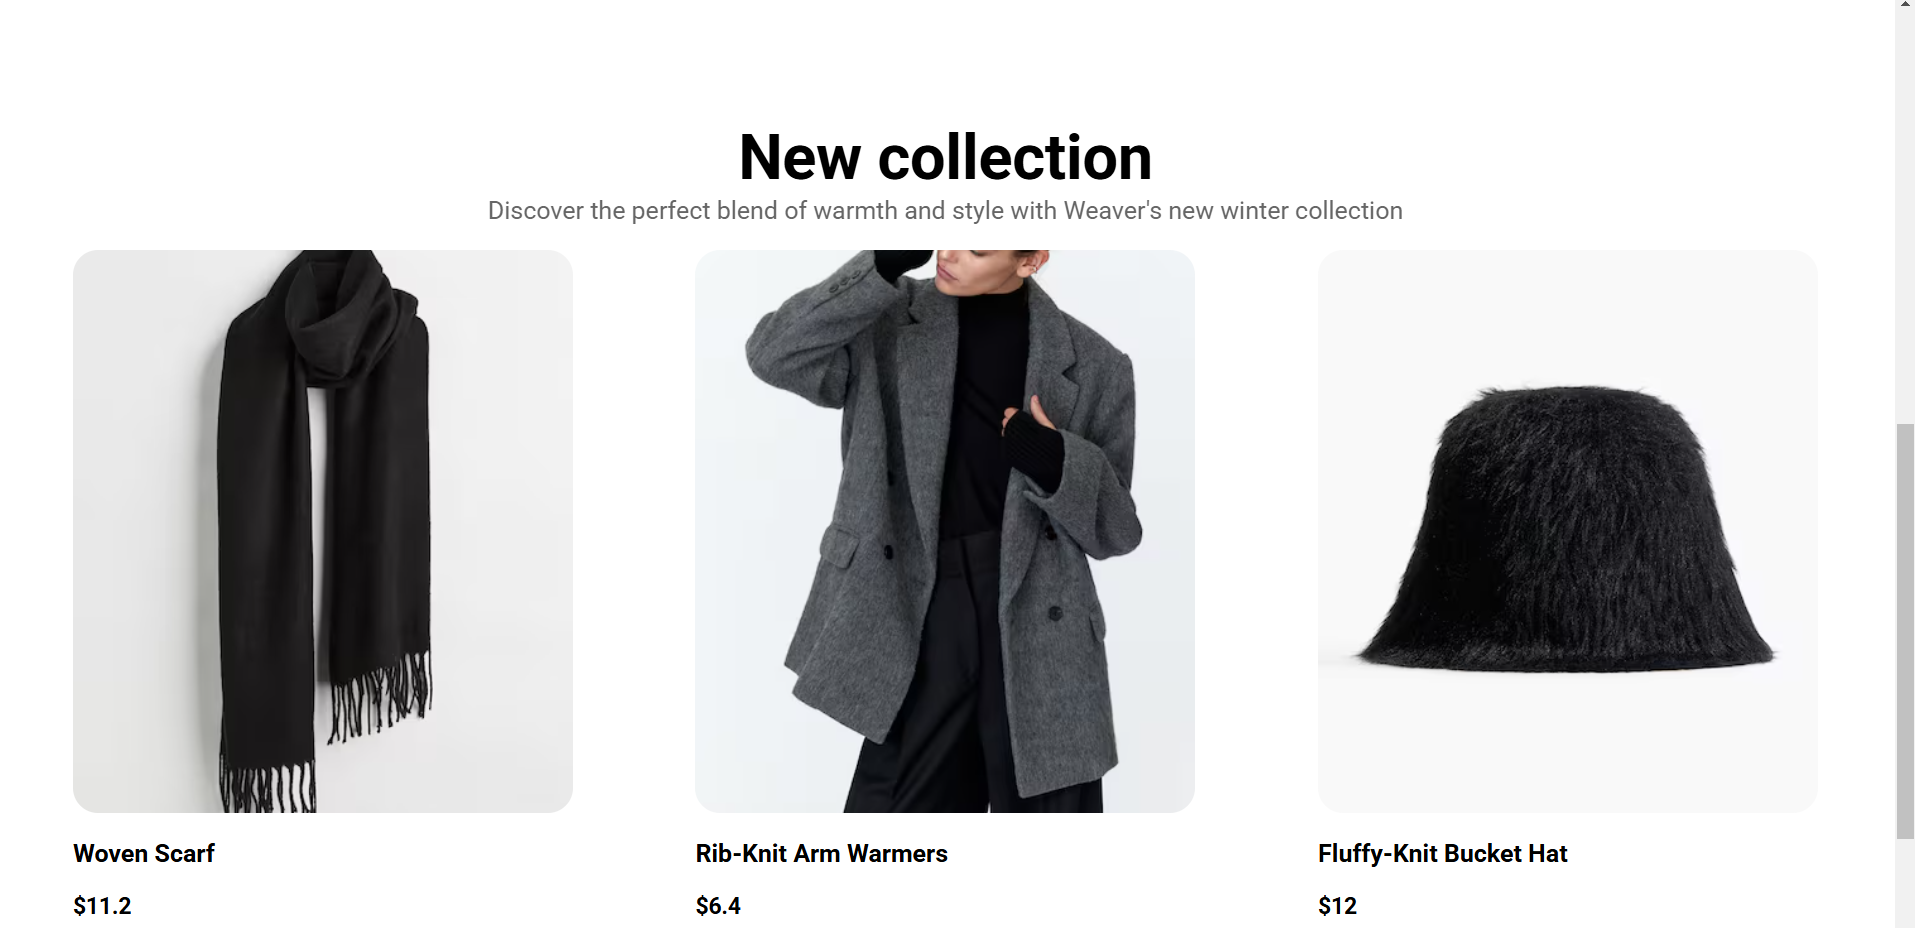 New collection
Discover the perfect blend of warmth and style with Weaver's new winter collection
Woven Scarf
Rib-Knit Arm Warmers
Fluffy-Knit Bucket Hat
$11.2
$6.4
$12